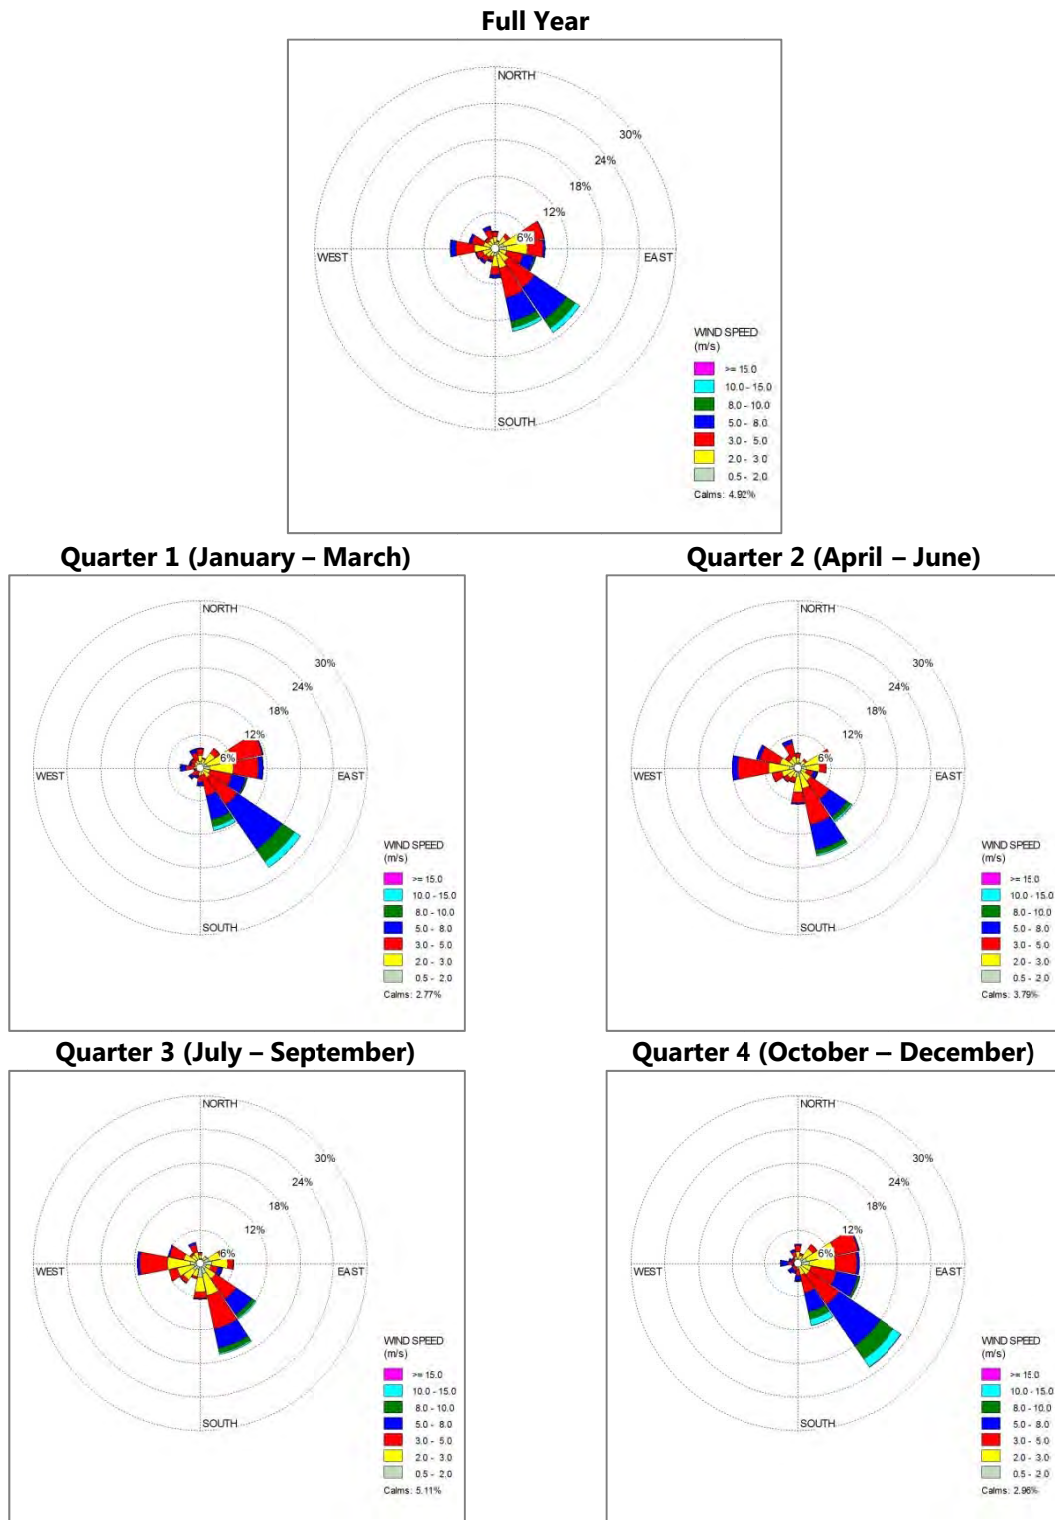 Full Year
NORTH
30%
24%
18%
12%
6%
WEST
EAST
SOUTH
WIND SPEED
(m/s)
>= 15.0
10.0 - 15.0
8.0 - 10.0
5.0 - 8.0
3.0 - 5.0
2.0 - 3.0
0.5 - 2.0
Calms: 4.92%
Quarter 1 (January – March)
NORTH
30%
24%
18%
12%
6%
WEST
EAST
SOUTH
WIND SPEED
(m/s)
>= 15.0
10.0 - 15.0
8.0 - 10.0
5.0 - 8.0
3.0 - 5.0
2.0 - 3.0
0.5 - 2.0
Calms: 2.77%
Quarter 2 (April – June)
NORTH
30%
24%
18%
12%
6%
WEST
EAST
SOUTH
WIND SPEED
(m/s)
>= 15.0
10.0 - 15.0
8.0 - 10.0
5.0 - 8.0
3.0 - 5.0
2.0 - 3.0
0.5 - 2.0
Calms: 3.79%
Quarter 3 (July – September)
NORTH
30%
24%
18%
12%
6%
WEST
EAST
SOUTH
WIND SPEED
(m/s)
>= 15.0
10.0 - 15.0
8.0 - 10.0
5.0 - 8.0
3.0 - 5.0
2.0 - 3.0
0.5 - 2.0
Calms: 5.11%
Quarter 4 (October – December)
NORTH
30%
24%
18%
12%
6%
WEST
EAST
SOUTH
WIND SPEED
(m/s)
>= 15.0
10.0 - 15.0
8.0 - 10.0
5.0 - 8.0
3.0 - 5.0
2.0 - 3.0
0.5 - 2.0
Calms: 2.96%